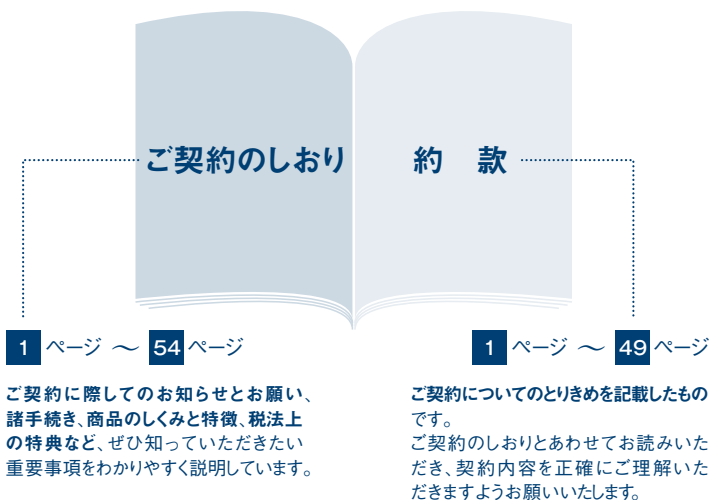 ご契約のしおり
約 款
1 ページ 〜 54 ページ
ご契約に際してのお知らせとお願い、
諸手続き、商品のしくみと特徴、税法上
の特典など、ぜひ知っていただきたい
重要事項をわかりやすく説明しています。
1 ページ 〜 49 ページ
ご契約についてのとりきめを記載したもの
です。
ご契約のしおりとあわせてお読みいた
だき、契約内容を正確にご理解いた
だきますようお願いいたします。